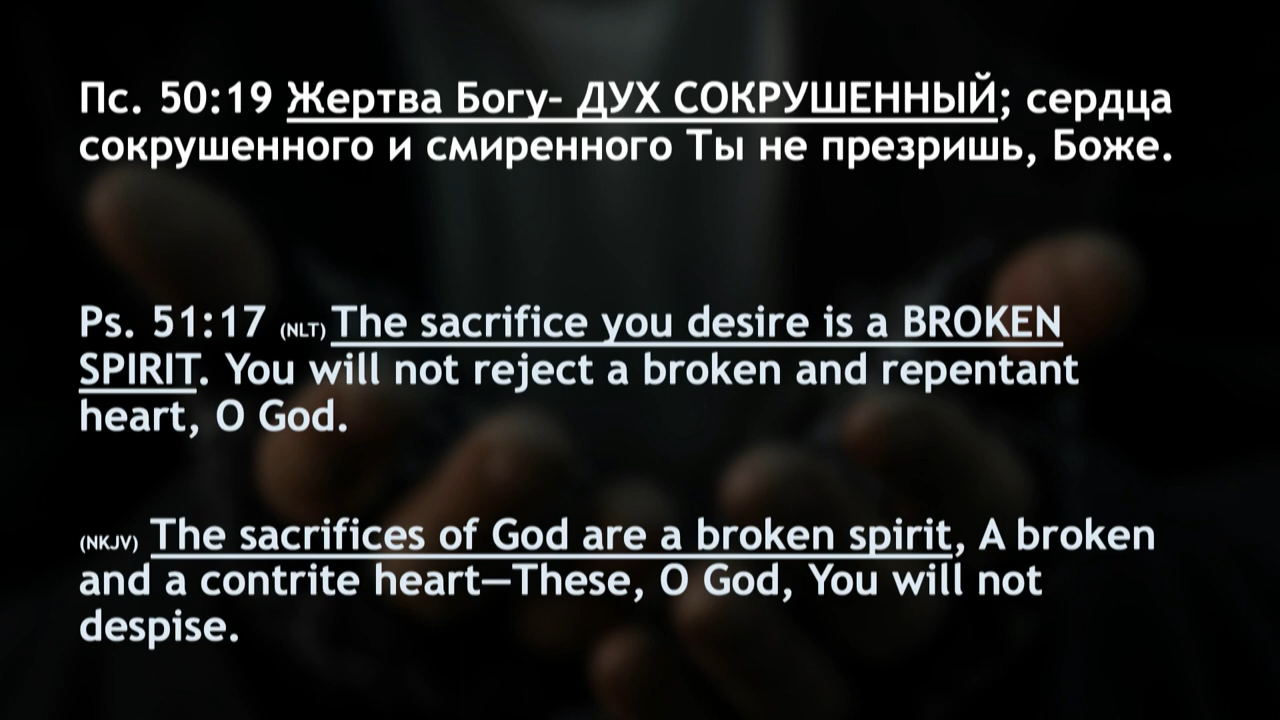 Пс. 50:19 Жертва Богу- ДУХ СОКРУШЕННЫЙ; сердца
сокрушенного и смиренного Ты не презришь, Боже.
Ps. 51:17 (NLT) The sacrifice you desire is a BROKEN
SPIRIT. You will not reject a broken and repentant
heart, O God.
(NKJV) The sacrifices of God are a broken spirit, A broken
and a contrite heart—These, O God, You will not
despise.